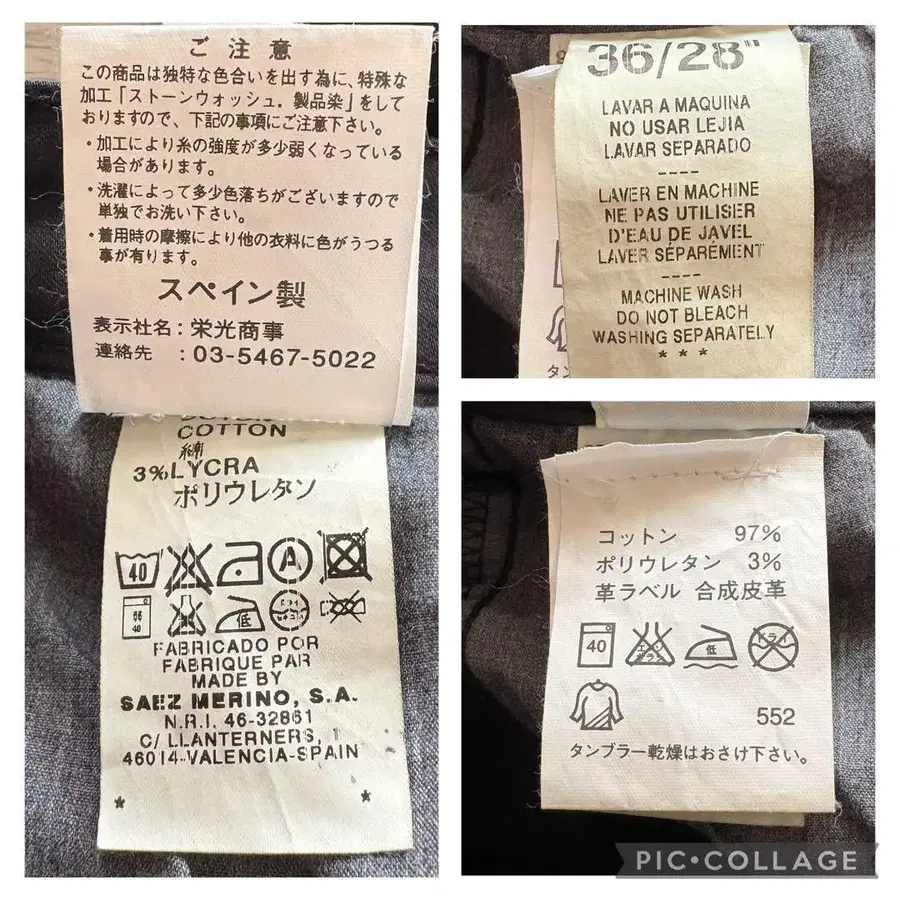 ご注意
この商品は独特な色合いを出す為に、特殊な
加工「ストーンウォッシュ．製品染」をして
おりますので、下記の事項にご注意下さい。
・加工により糸の強度が多少弱くなっている
場合があります。
・洗濯によって多少色落ちがございますので
単独でお洗い下さい。
・着用時の摩擦により他の衣料に色がうつる
事が有ります。
スペイン製
表示社名：栄光商事
連絡先　：03-5467-5022
COTTON
綿
3%LYCRA
ポリウレタン
40
A
40
低
FABRICADO POR
FABRIQUE PAR
MADE BY
SAEZ MERINO, S.A.
N.R.I. 46-32861
C/ LLANTERNERS, 1
46014-VALENCIA-SPAIN
* *
36/28"
LAVAR A MAQUINA
NO USAR LEJIA
LAVAR SEPARADO
----
LAVER EN MACHINE
NE PAS UTILISER
D'EAU DE JAVEL
LAVER SÉPARÉMENT
----
MACHINE WASH
DO NOT BLEACH
WASHING SEPARATELY
* * *
タン
コットン 97%
ポリウレタン 3%
革ラベル 合成皮革
40
エンソサラシ
低
ドライ
552
タンブラー乾燥はおさけ下さい。
PIC•COLLAGE